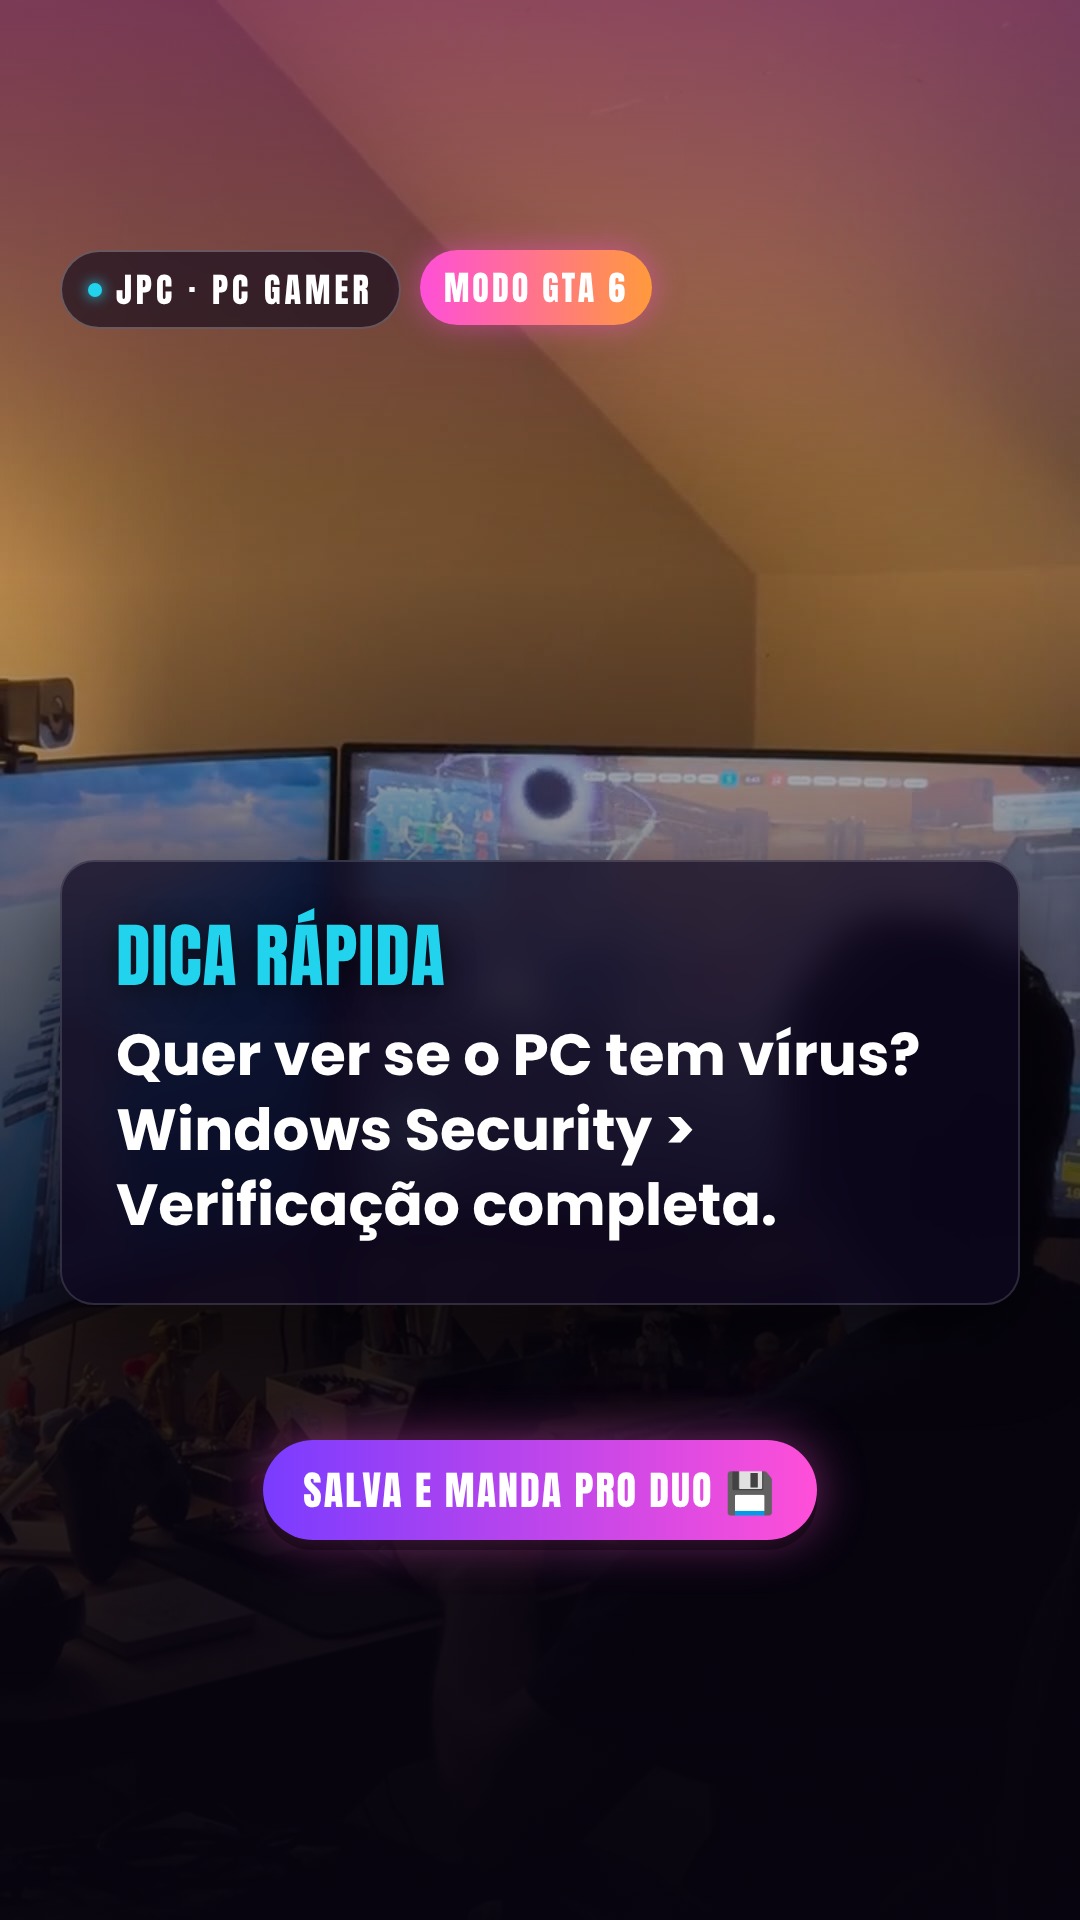 JPC · PC GAMER
MODO GTA 6
DICA RÁPIDA
Quer ver se o PC tem vírus?
Windows Security >
Verificação completa.
SALVA E MANDA PRO DUO 💾